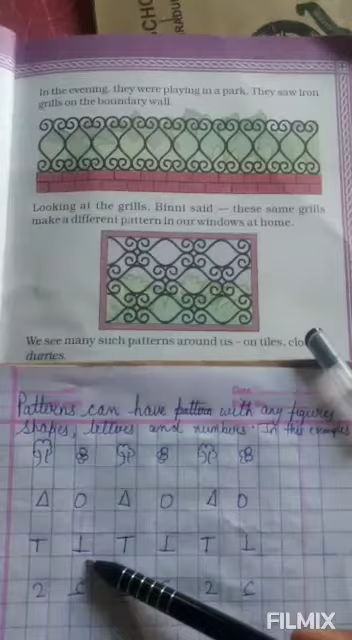 In the evening, they were playing in a park. They saw iron
grills on the boundary wall.
Looking at the grills, Binni said — these same grills
make a different pattern in our windows at home.
We see many such patterns around us – on tiles, clo
durries.
Patterns can have pattern with any figures,
shapes, letters and numbers. In this examples
Δ O Δ O Δ O
T ⊥ T ⊥ T ⊥
2 2
FILMIX